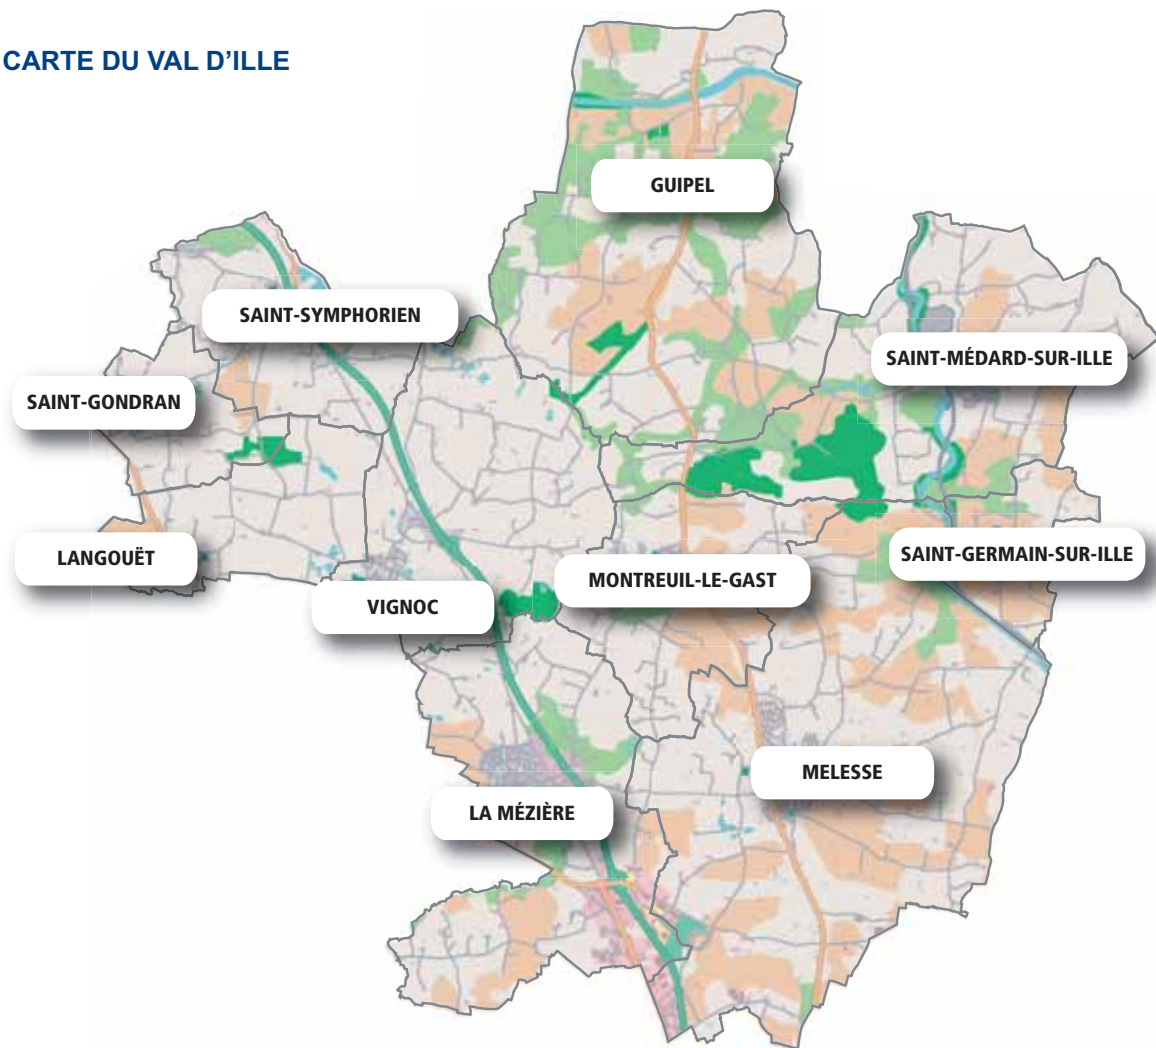 CARTE DU VAL D'ILLE
GUIPEL
SAINT-SYMPHORIEN
SAINT-MÉDARD-SUR-ILLE
SAINT-GONDRAN
LANGOUËT
SAINT-GERMAIN-SUR-ILLE
MONTREUIL-LE-GAST
VIGNOC
MELESSE
LA MÉZIÈRE